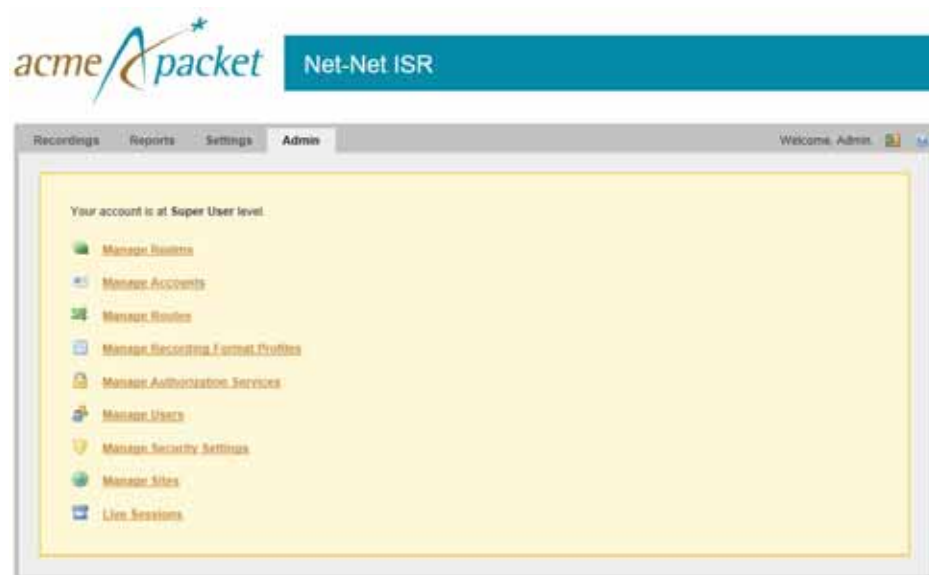 acme packet
Net-Net ISR
Recordings Reports Settings Admin Welcome, Admin.
Your account is at Super User level.
Manage Realms
Manage Accounts
Manage Routes
Manage Recording Format Profiles
Manage Authorization Services
Manage Users
Manage Security Settings
Manage Sites
Live Sessions